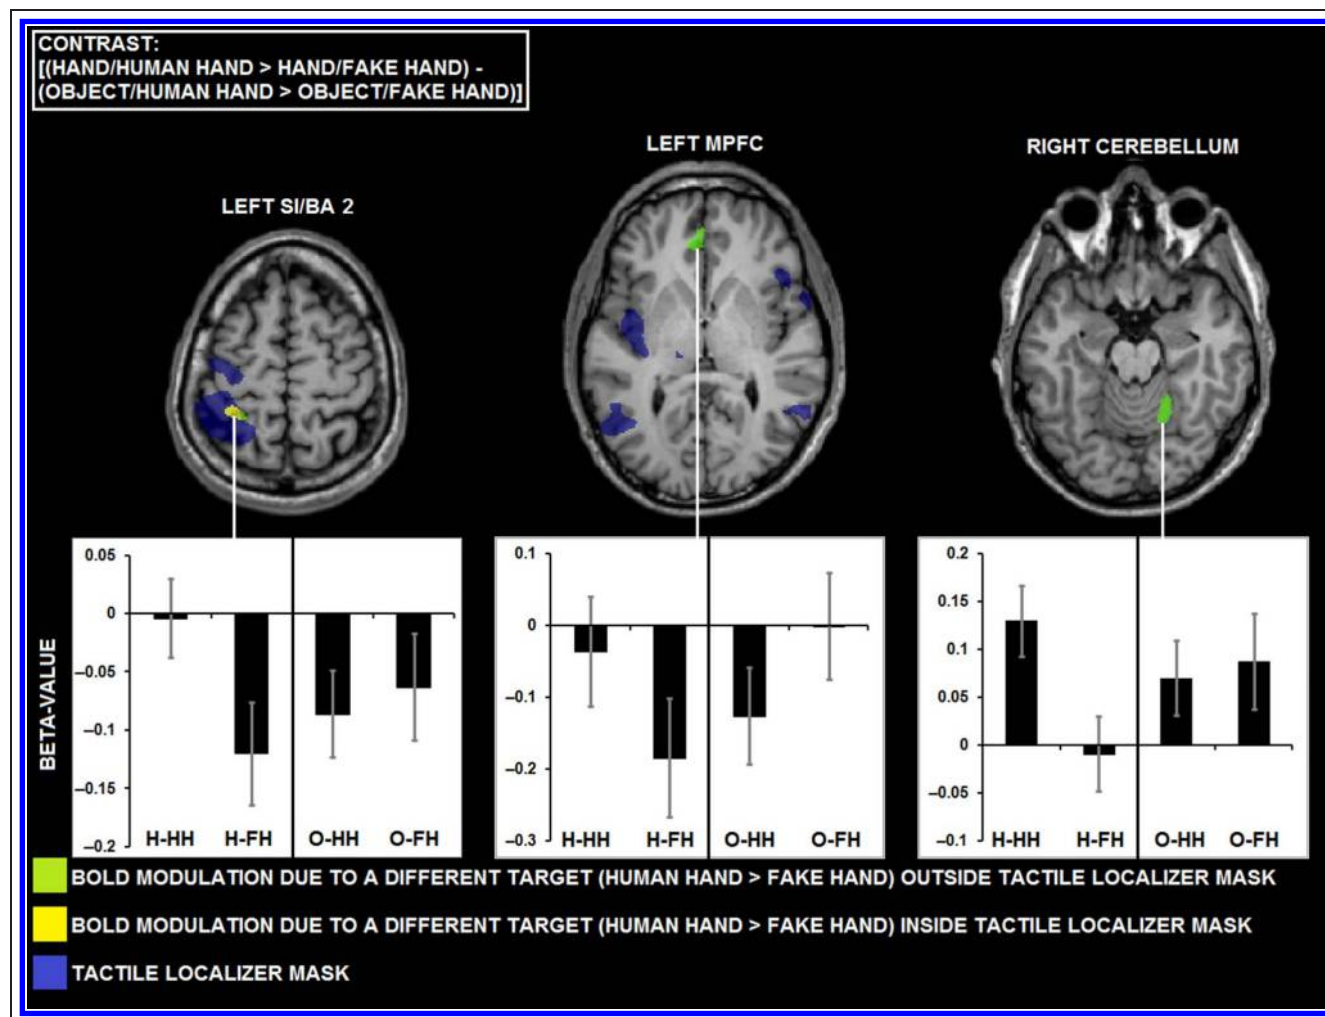 CONTRAST:
[(HAND/HUMAN HAND > HAND/FAKE HAND) -
(OBJECT/HUMAN HAND > OBJECT/FAKE HAND)]
LEFT SI/BA 2
LEFT MPFC
RIGHT CEREBELLUM
BETA-VALUE
0.05
0
–0.05
–0.1
–0.15
–0.2
H-HH H-FH O-HH O-FH
0.1
0
–0.1
–0.2
–0.3
H-HH H-FH O-HH O-FH
0.2
0.15
0.1
0.05
0
–0.05
–0.1
H-HH H-FH O-HH O-FH
BOLD MODULATION DUE TO A DIFFERENT TARGET (HUMAN HAND > FAKE HAND) OUTSIDE TACTILE LOCALIZER MASK
BOLD MODULATION DUE TO A DIFFERENT TARGET (HUMAN HAND > FAKE HAND) INSIDE TACTILE LOCALIZER MASK
TACTILE LOCALIZER MASK